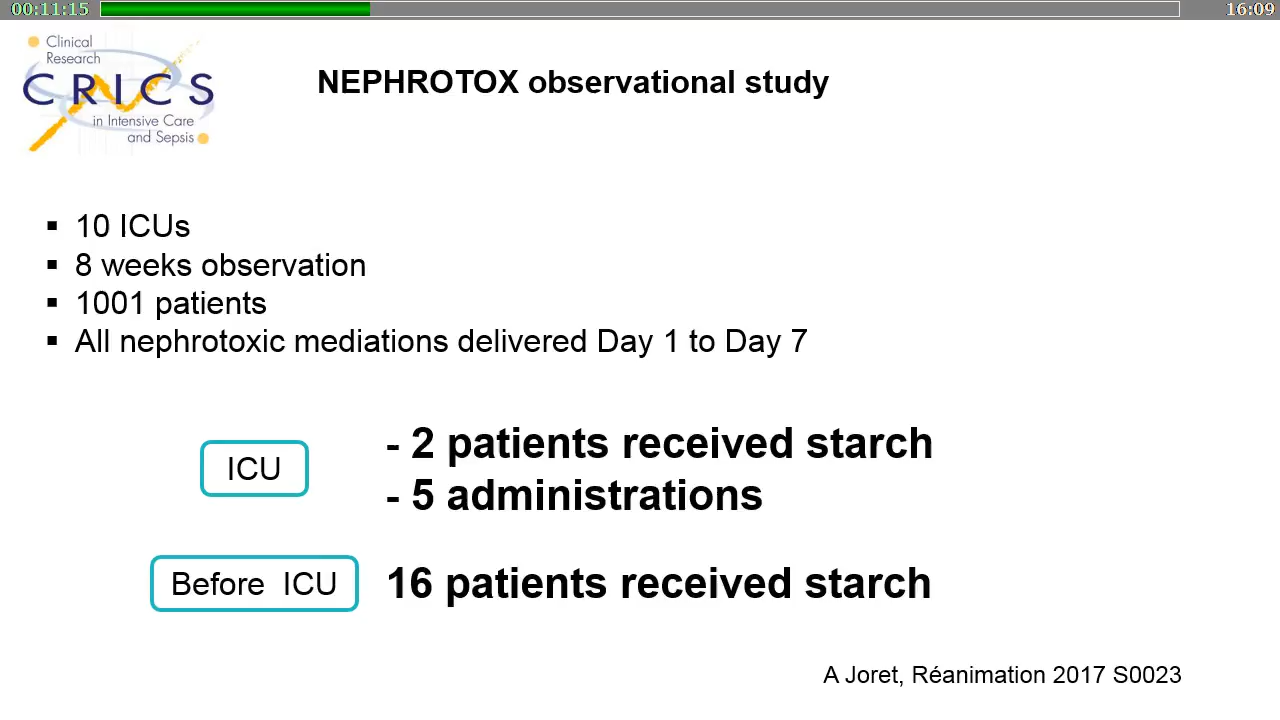 00:11:15
16:09
Clinical
Research
CRICS
in Intensive Care
and Sepsis
NEPHROTOX observational study
▪ 10 ICUs
▪ 8 weeks observation
▪ 1001 patients
▪ All nephrotoxic mediations delivered Day 1 to Day 7
ICU
- 2 patients received starch
- 5 administrations
Before ICU
16 patients received starch
A Joret, Réanimation 2017 S0023